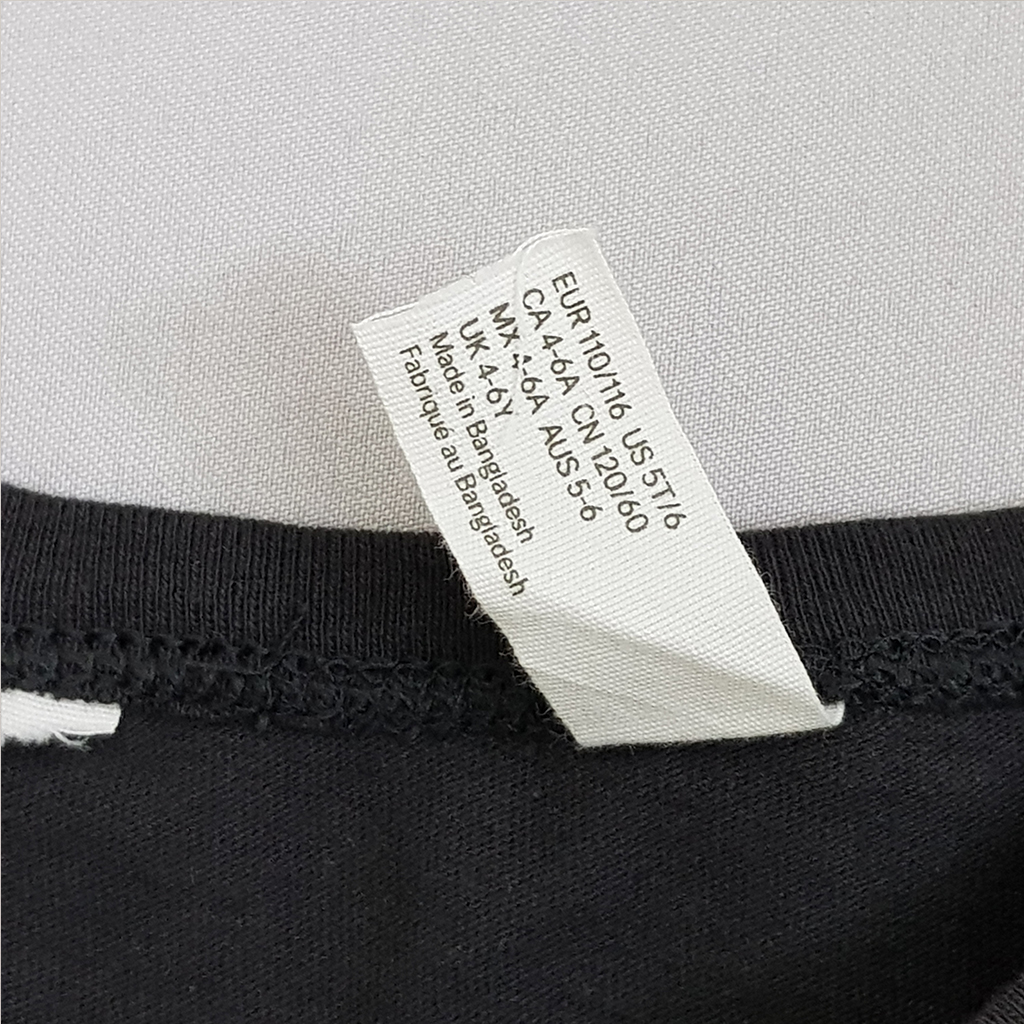 EUR 110/116 US 5T/6
CA 4-6A CN 120/60
MX 4-6A AUS 5-6
UK 4-6Y
Made in Bangladesh
Fabriqué au Bangladesh